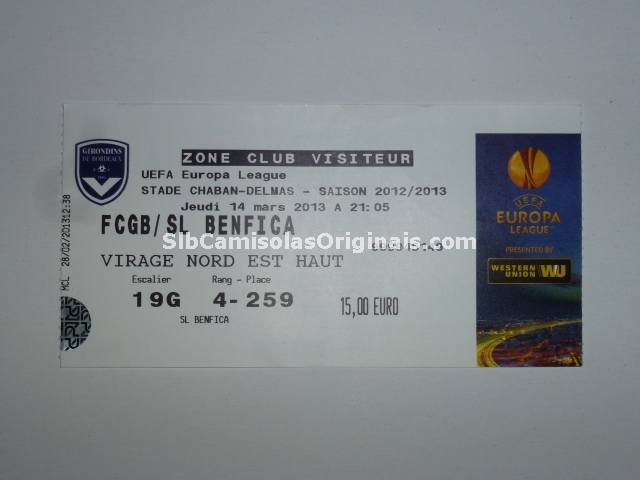 ZONE CLUB VISITEUR
UEFA Europa League
STADE CHABAN-DELMAS - SAISON 2012/2013
Jeudi 14 mars 2013 A 21:05
FCGB/SL BENFICA
SlbCamisolasOriginais.com
VIRAGE NORD EST HAUT
Escalier Rang - Place
19G 4-259 15,00 EURO
SL BENFICA
MCL 28/02/201312:38
GIRONDINS
DE BORDEAUX
UEFA
EUROPA
LEAGUE
PRESENTED BY
WESTERN
UNION WU